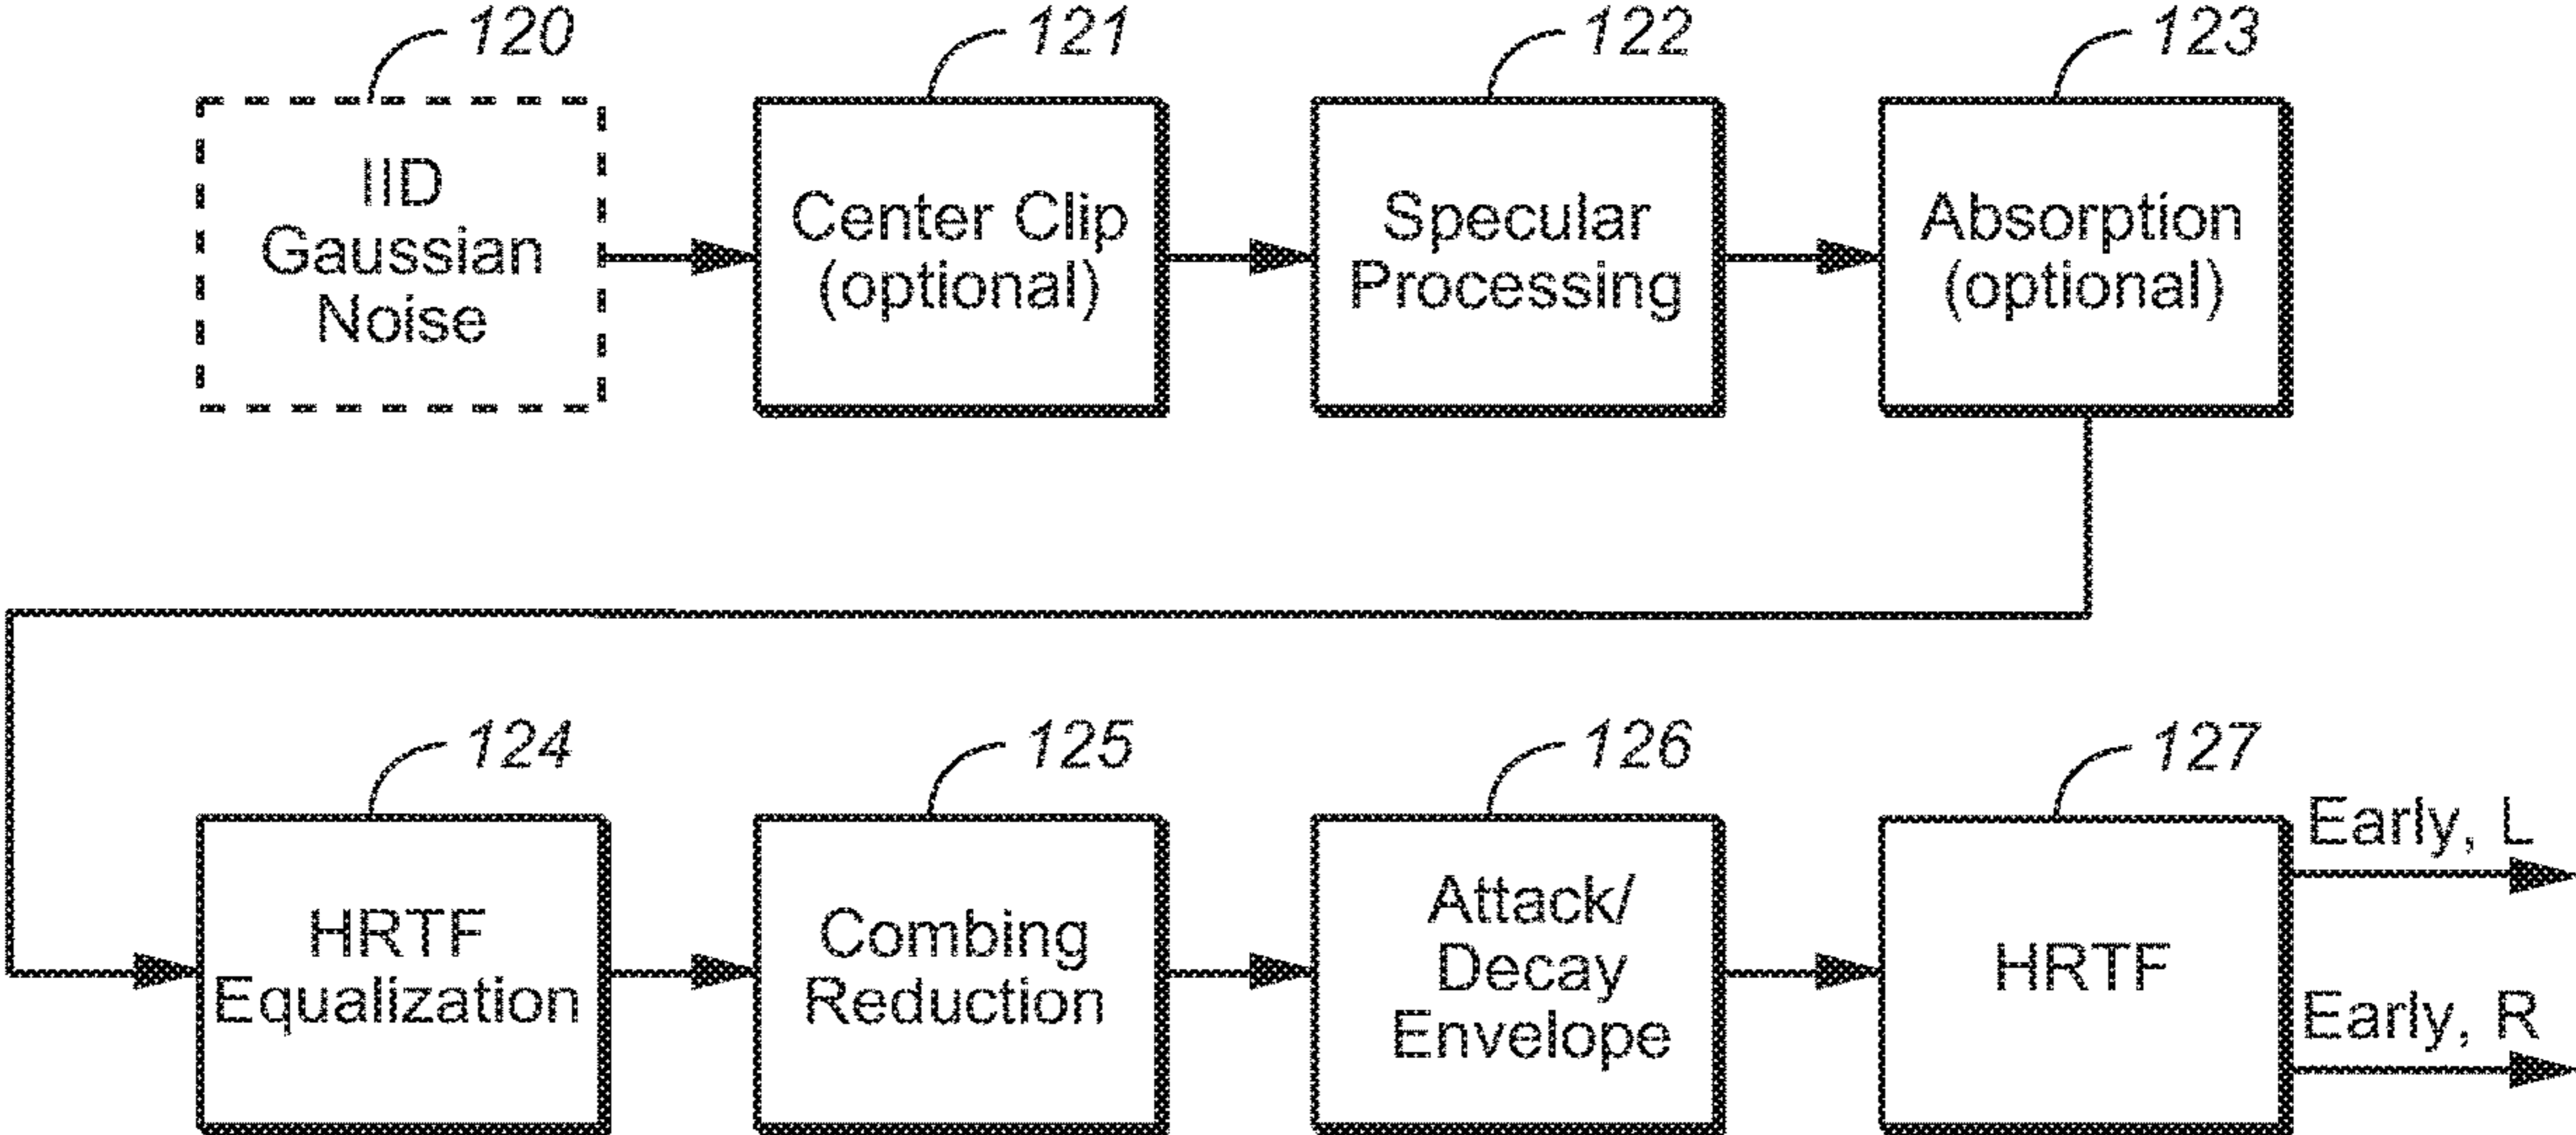 120
121
122
123
IID
Gaussian
Noise
Center Clip
(optional)
Specular
Processing
Absorption
(optional)
124
125
126
127
HRTF
Equalization
Combing
Reduction
Attack/
Decay
Envelope
HRTF
Early, L
Early, R